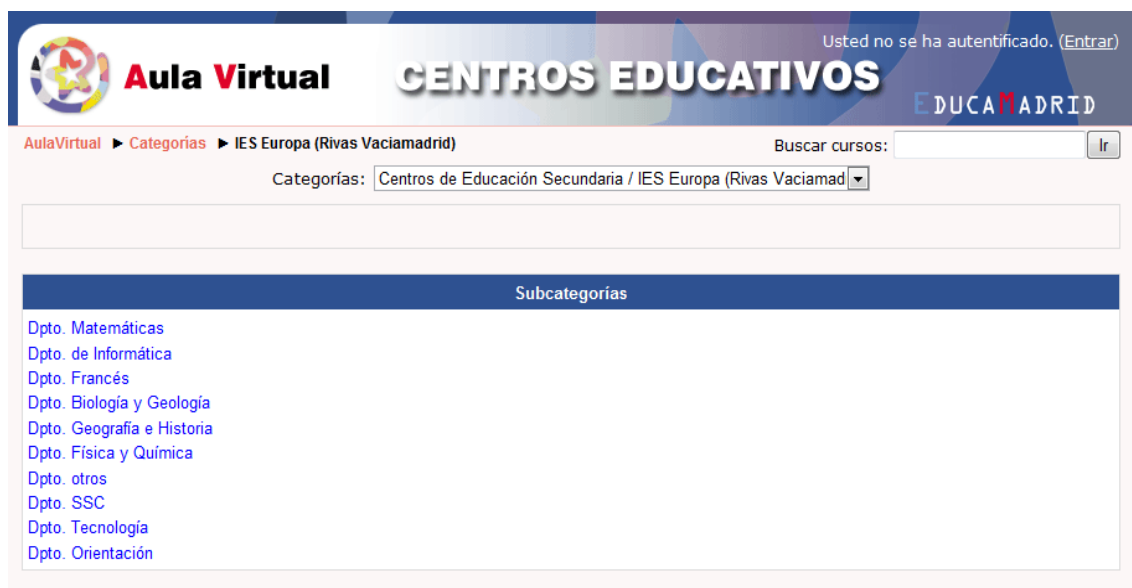 Usted no se ha autentificado. (Entrar)
Aula Virtual
CENTROS EDUCATIVOS
EDUCAMADRID
AulaVirtual ► Categorías ► IES Europa (Rivas Vaciamadrid)
Buscar cursos:
Ir
Categorías: Centros de Educación Secundaria / IES Europa (Rivas Vaciamad
Subcategorías
Dpto. Matemáticas
Dpto. de Informática
Dpto. Francés
Dpto. Biología y Geología
Dpto. Geografía e Historia
Dpto. Física y Química
Dpto. otros
Dpto. SSC
Dpto. Tecnología
Dpto. Orientación